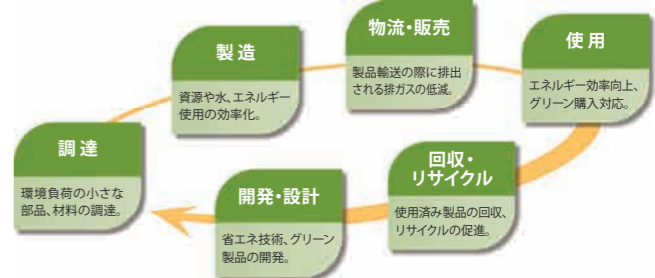 調達
環境負荷の小さな
部品、材料の調達。
製造
資源や水、エネルギー
使用の効率化。
物流・販売
製品輸送の際に排出
される排ガスの低減。
使用
エネルギー効率向上、
グリーン購入対応。
回収・
リサイクル
使用済み製品の回収、
リサイクルの促進。
開発・設計
省エネ技術、グリーン
製品の開発。